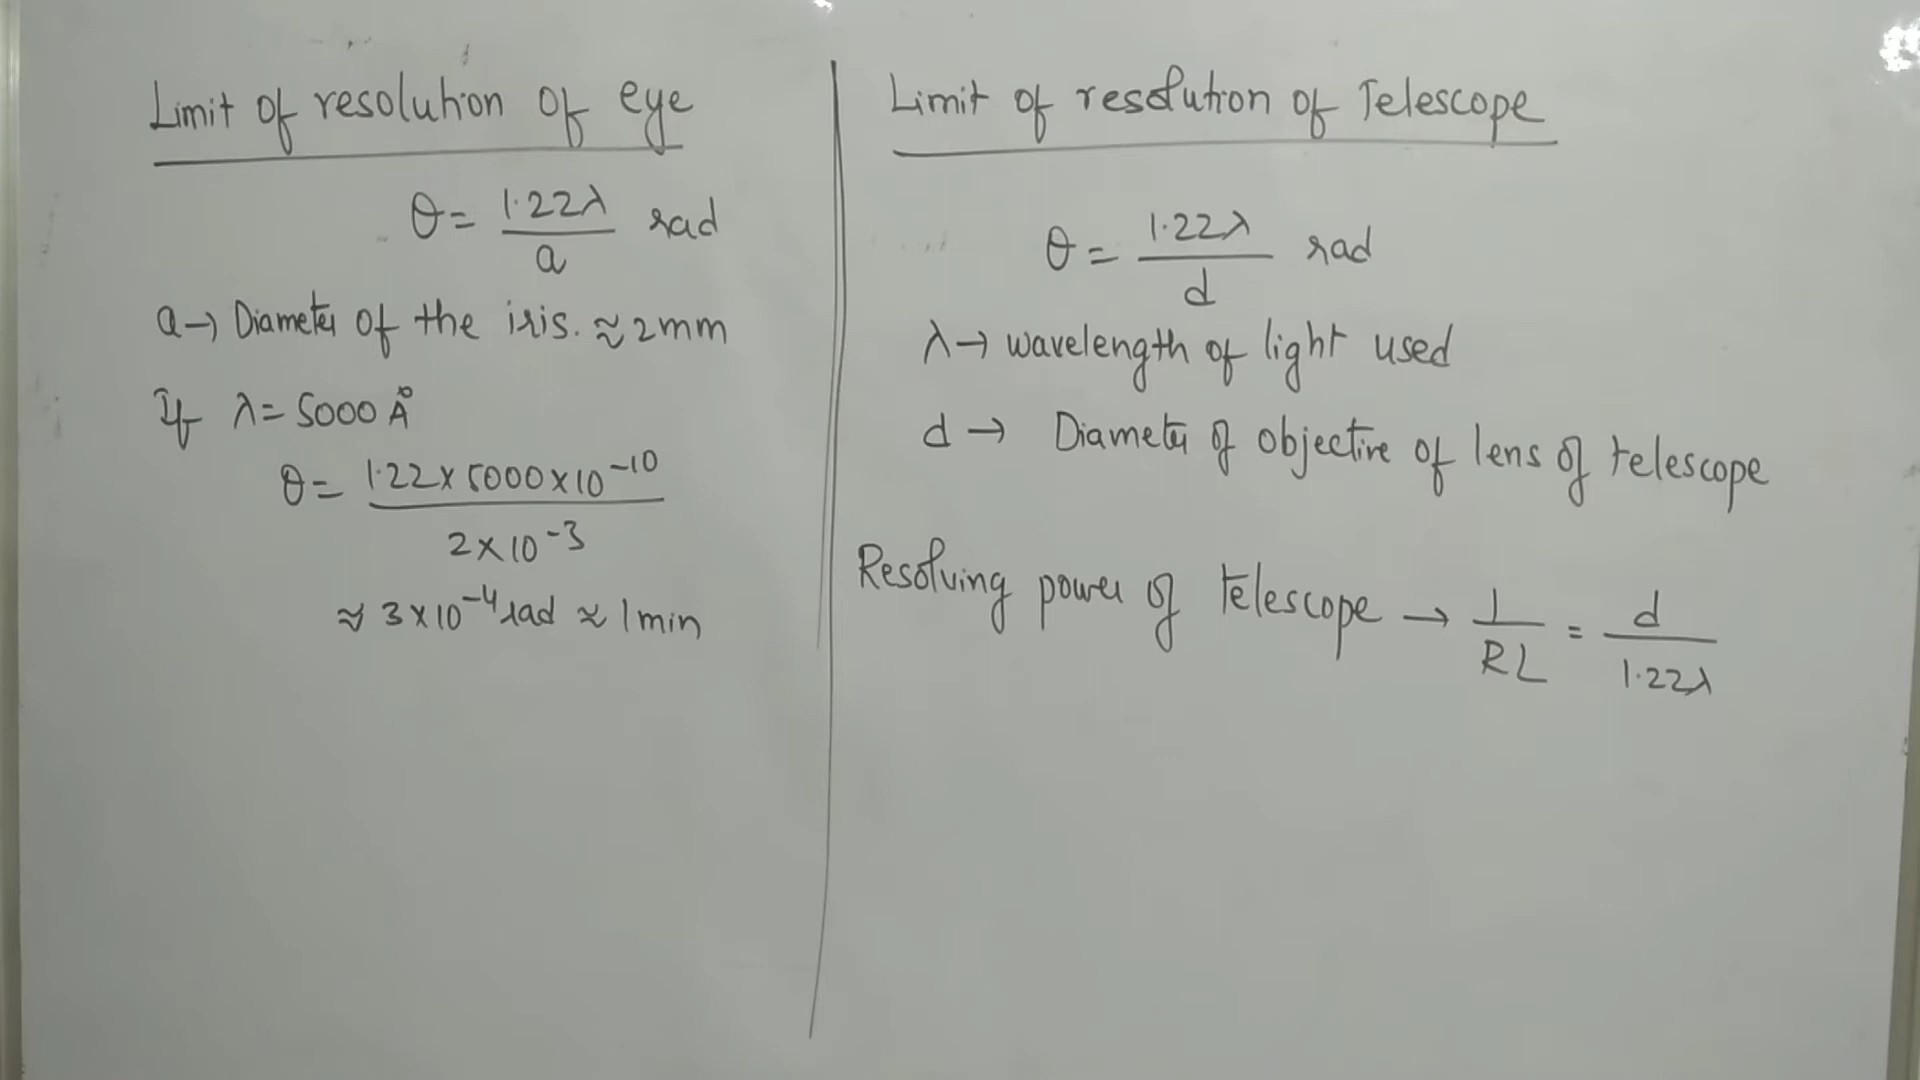 Limit of resolution of eye
θ = 1.22λ / a rad
a → Diameter of the iris. ≈ 2mm
If λ = 5000 Å
θ = 1.22 × 5000 × 10⁻¹⁰ / 2 × 10⁻³
≈ 3 × 10⁻⁴ rad ≈ 1 min
Limit of resolution of Telescope
θ = 1.22λ / d rad
λ → wavelength of light used
d → Diameter of objective of lens of telescope
Resolving power of telescope → 1 / RL = d / 1.22λ